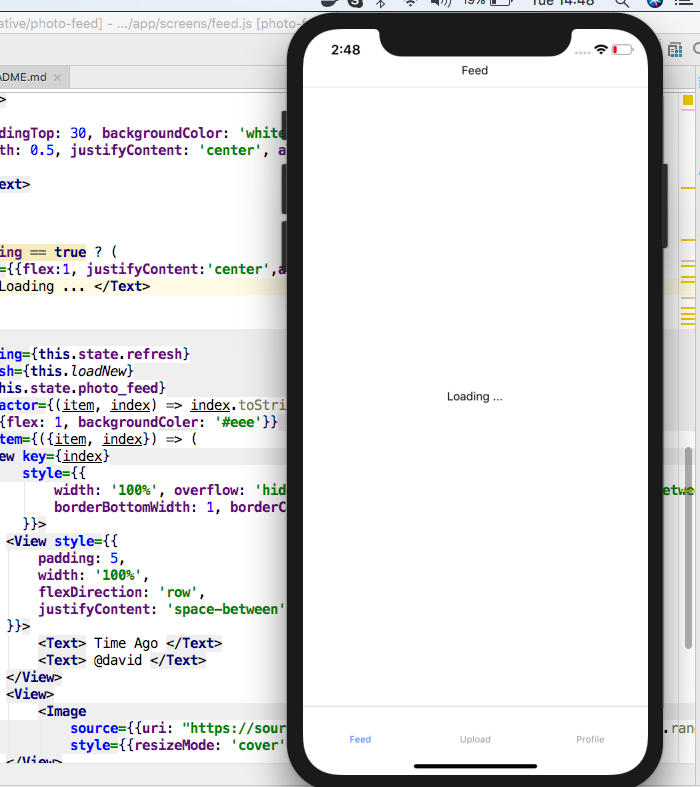 19% Tue 14:48
ative/photo-feed] - .../app/screens/feed.js [photo-f
ADME.md ×
>
dingTop: 30, backgroundColor: 'white
th: 0.5, justifyContent: 'center', a
ext>
ing == true ? (
={{flex:1, justifyContent:'center',a
Loading ... </Text>
ing={this.state.refresh}
sh={this.loadNew}
his.state.photo_feed}
actor={(item, index) => index.toStri
{flex: 1, backgroundColer: '#eee'}}
tem={({item, index}) => (
ew key={index}
style={{
width: '100%', overflow: 'hid
etwe
borderBottomWidth: 1, borderC
}}>
<View style={{
padding: 5,
width: '100%',
flexDirection: 'row',
justifyContent: 'space-between'
}}>
<Text> Time Ago </Text>
<Text> @david </Text>
</View>
<View>
<Image
source={{uri: "https://sour
.ran
style={{resizeMode: 'cover'
</View>
2:48
Feed
Loading ...
Feed Upload Profile